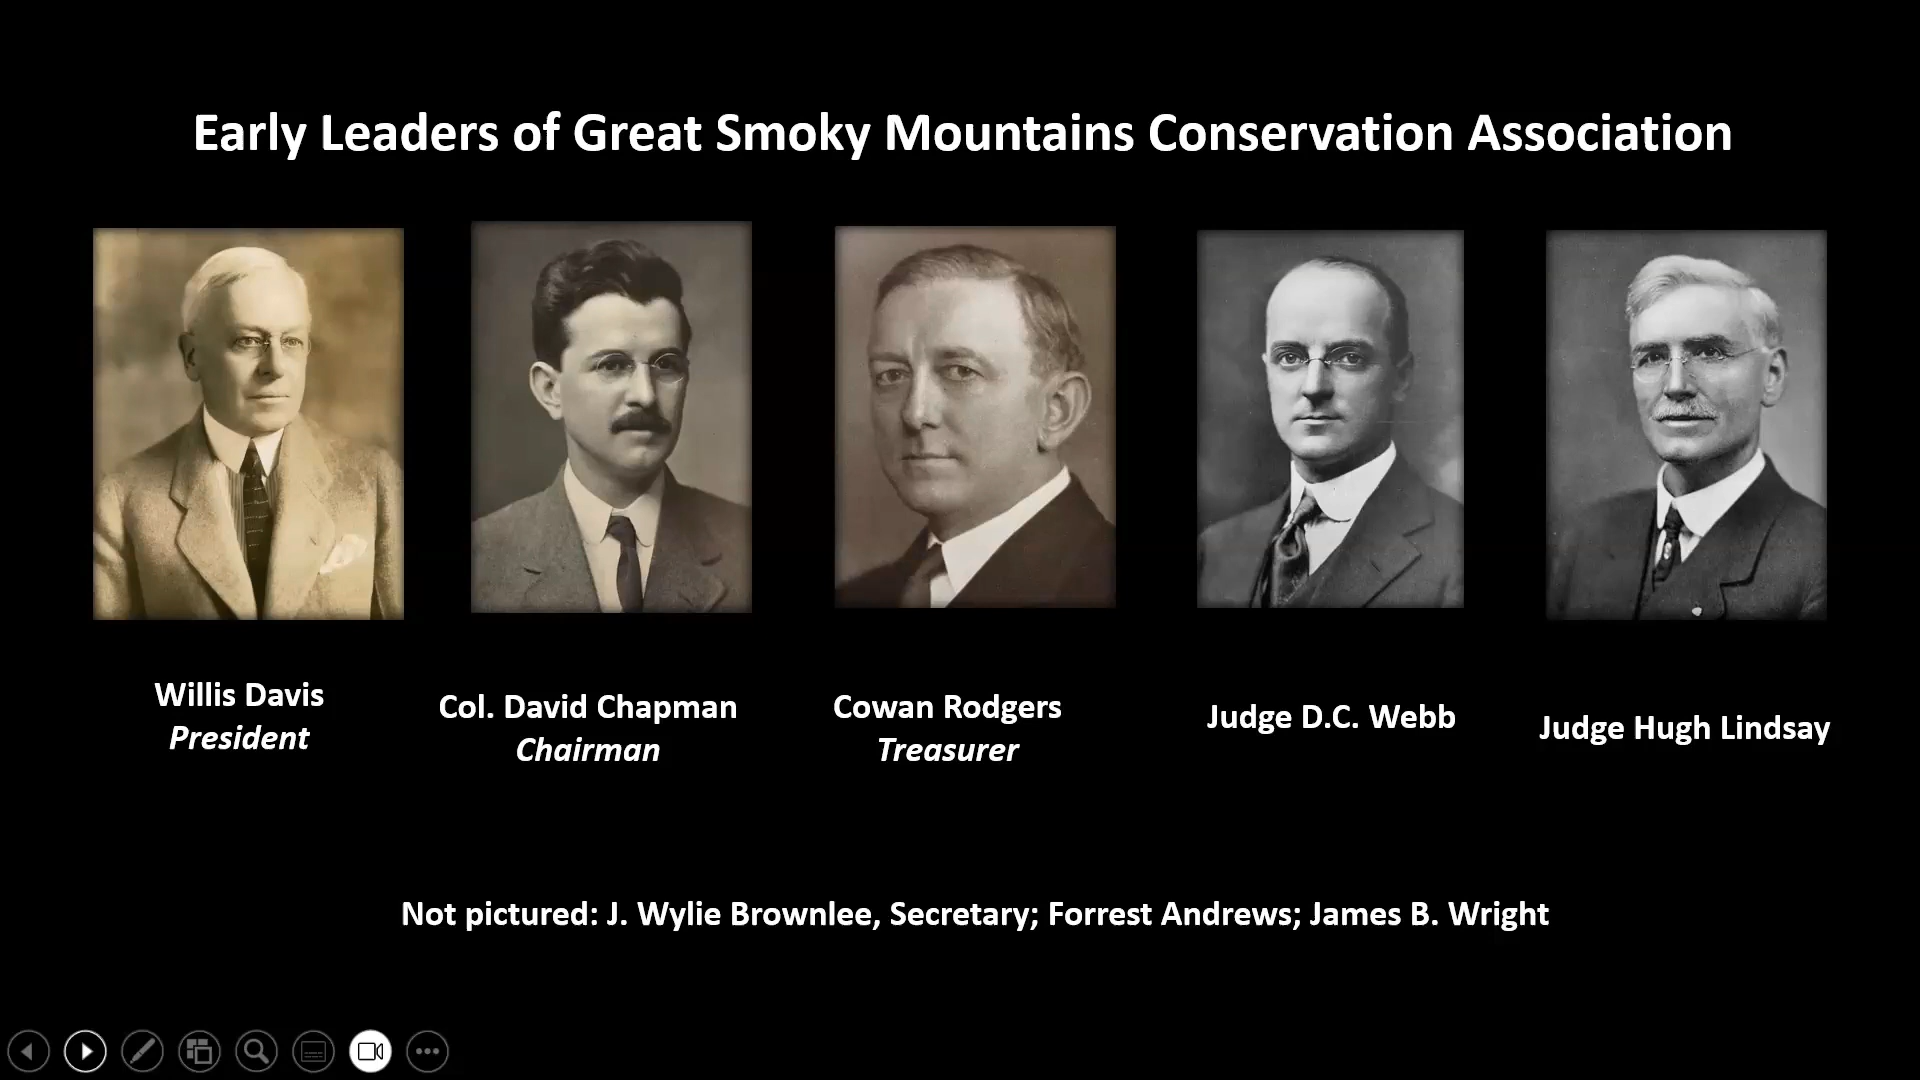 Early Leaders of Great Smoky Mountains Conservation Association
Willis Davis
President
Col. David Chapman
Chairman
Cowan Rodgers
Treasurer
Judge D.C. Webb
Judge Hugh Lindsay
Not pictured: J. Wylie Brownlee, Secretary; Forrest Andrews; James B. Wright